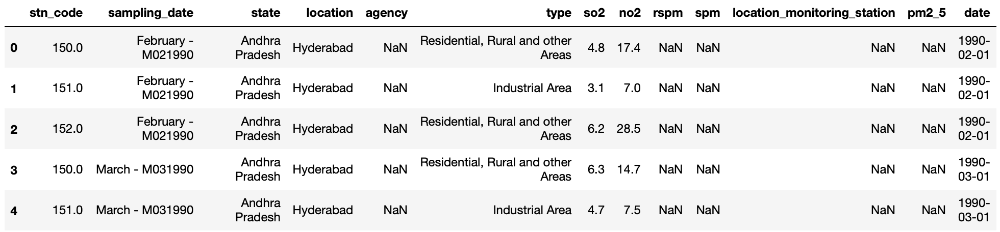 stn_code sampling_date state location agency type so2 no2 rspm spm location_monitoring_station pm2_5 date
0 150.0 February - M021990 Andhra Pradesh Hyderabad NaN Residential, Rural and other Areas 4.8 17.4 NaN NaN NaN NaN 1990-02-01
1 151.0 February - M021990 Andhra Pradesh Hyderabad NaN Industrial Area 3.1 7.0 NaN NaN NaN NaN 1990-02-01
2 152.0 February - M021990 Andhra Pradesh Hyderabad NaN Residential, Rural and other Areas 6.2 28.5 NaN NaN NaN NaN 1990-02-01
3 150.0 March - M031990 Andhra Pradesh Hyderabad NaN Residential, Rural and other Areas 6.3 14.7 NaN NaN NaN NaN 1990-03-01
4 151.0 March - M031990 Andhra Pradesh Hyderabad NaN Industrial Area 4.7 7.5 NaN NaN NaN NaN 1990-03-01